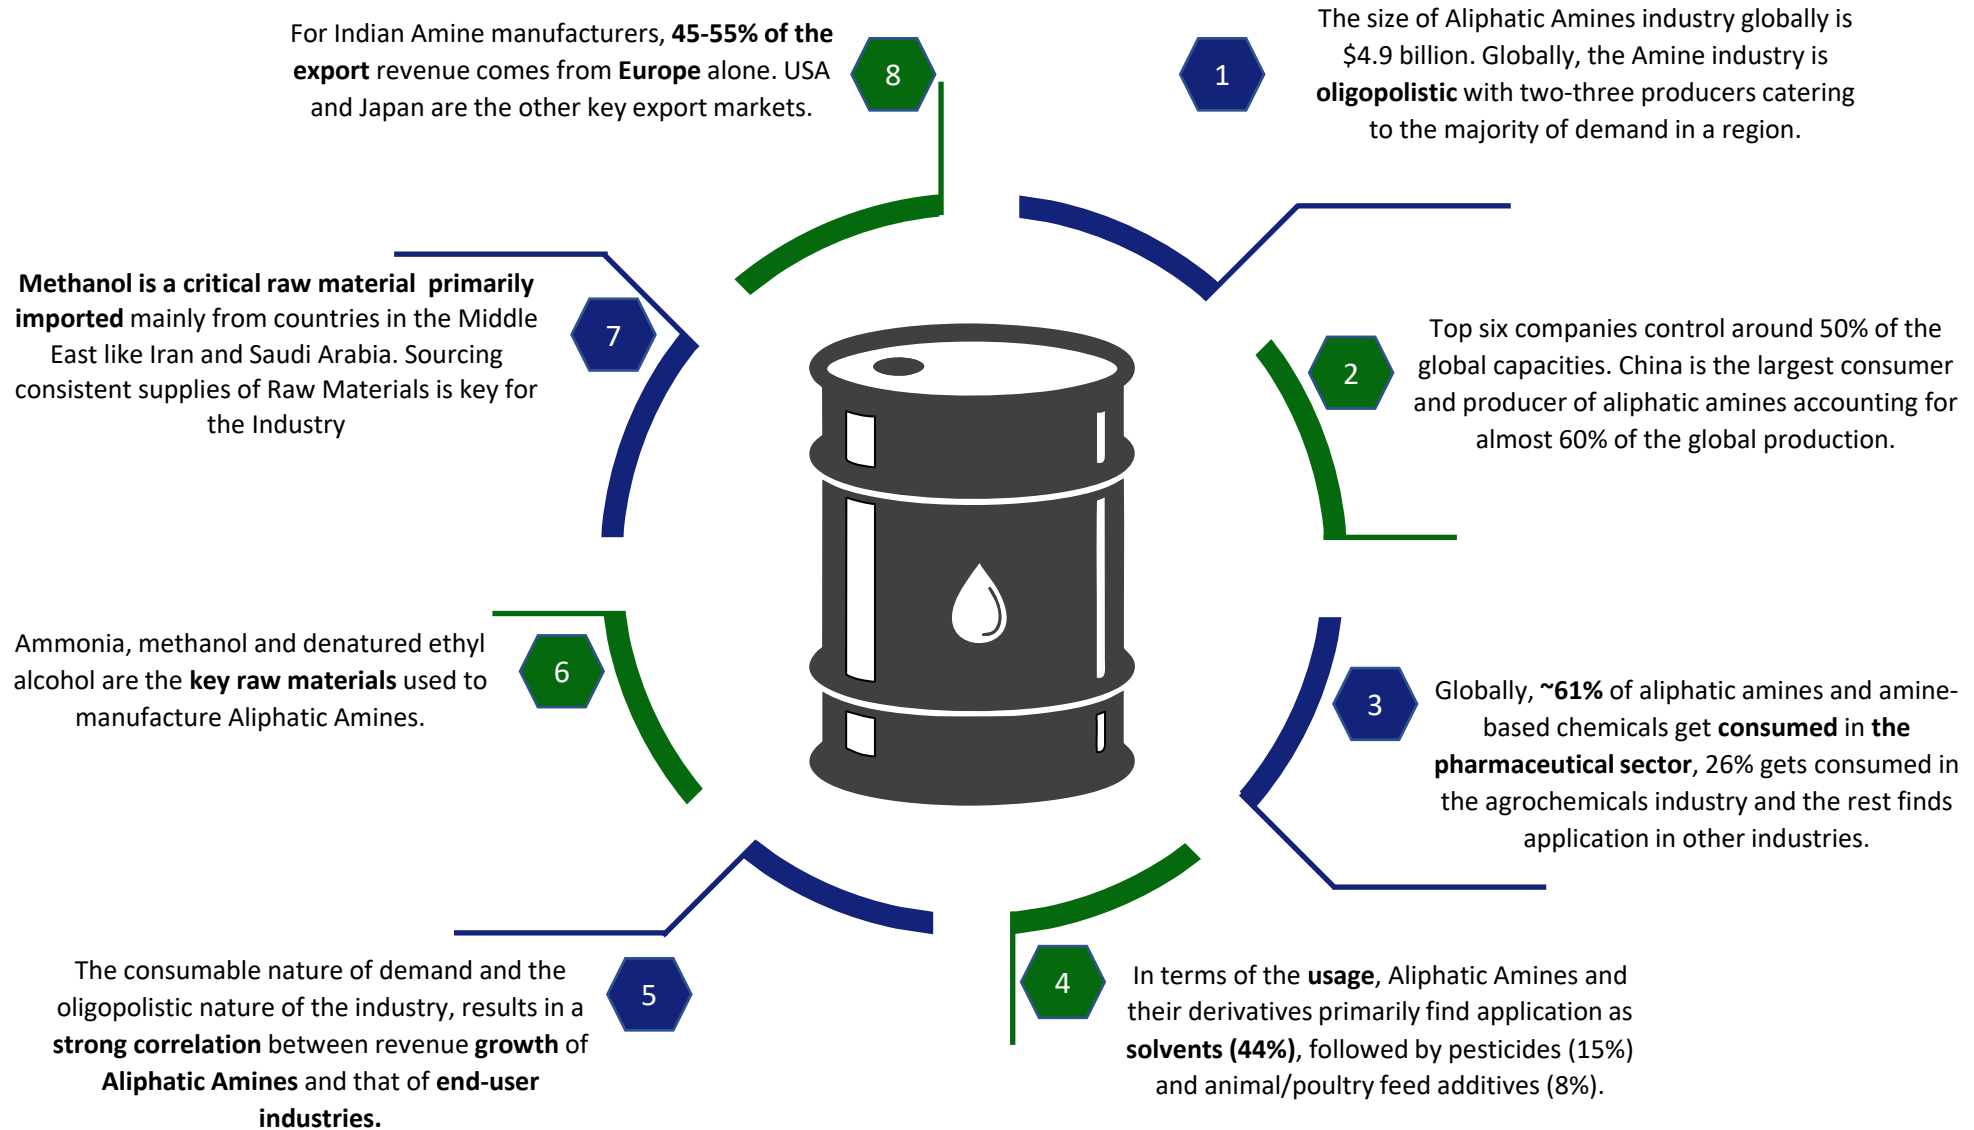 1
The size of Aliphatic Amines industry globally is
$4.9 billion. Globally, the Amine industry is
oligopolistic with two-three producers catering
to the majority of demand in a region.
2
Top six companies control around 50% of the
global capacities. China is the largest consumer
and producer of aliphatic amines accounting for
almost 60% of the global production.
3
Globally, ~61% of aliphatic amines and amine-
based chemicals get consumed in the
pharmaceutical sector, 26% gets consumed in
the agrochemicals industry and the rest finds
application in other industries.
4
In terms of the usage, Aliphatic Amines and
their derivatives primarily find application as
solvents (44%), followed by pesticides (15%)
and animal/poultry feed additives (8%).
5
The consumable nature of demand and the
oligopolistic nature of the industry, results in a
strong correlation between revenue growth of
Aliphatic Amines and that of end-user
industries.
6
Ammonia, methanol and denatured ethyl
alcohol are the key raw materials used to
manufacture Aliphatic Amines.
7
Methanol is a critical raw material primarily
imported mainly from countries in the Middle
East like Iran and Saudi Arabia. Sourcing
consistent supplies of Raw Materials is key for
the Industry
8
For Indian Amine manufacturers, 45-55% of the
export revenue comes from Europe alone. USA
and Japan are the other key export markets.